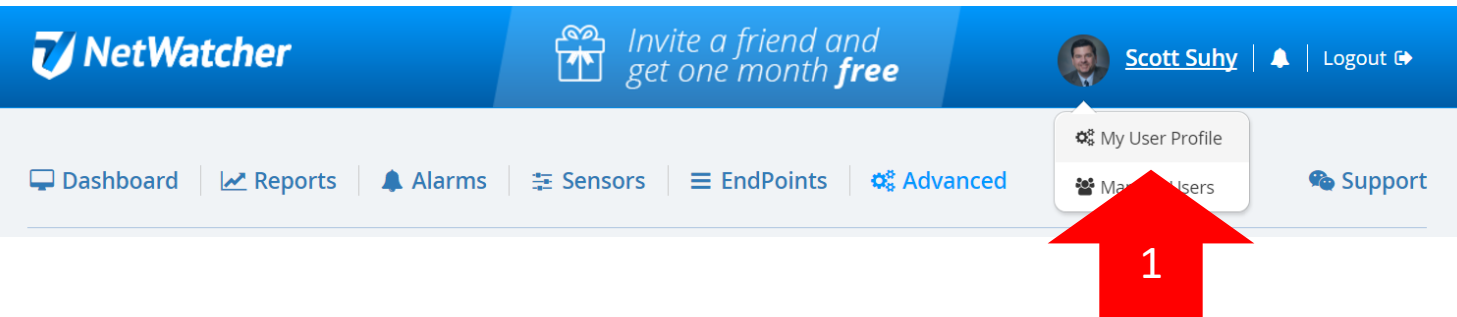 NetWatcher
Invite a friend and
get one month free
Scott Suhy
Logout
My User Profile
Dashboard
Reports
Alarms
Sensors
EndPoints
Advanced
Users
Support
1